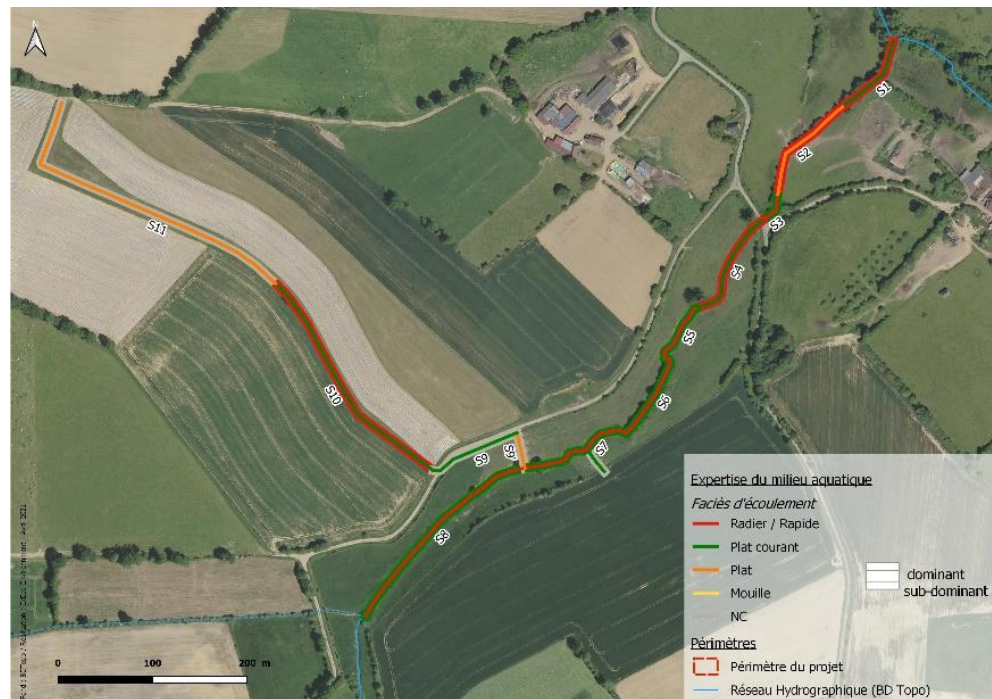 N
S1
S2
S3
S4
S5
S6
S7
S8
S9
S9'
S10
S11
Expertise du milieu aquatique
Faciès d'écoulement
Radier / Rapide
Plat courant
Plat
Mouille
NC
dominant
sub-dominant
Périmètres
Périmètre du projet
Réseau Hydrographique (BD Topo)
0 100 200 m